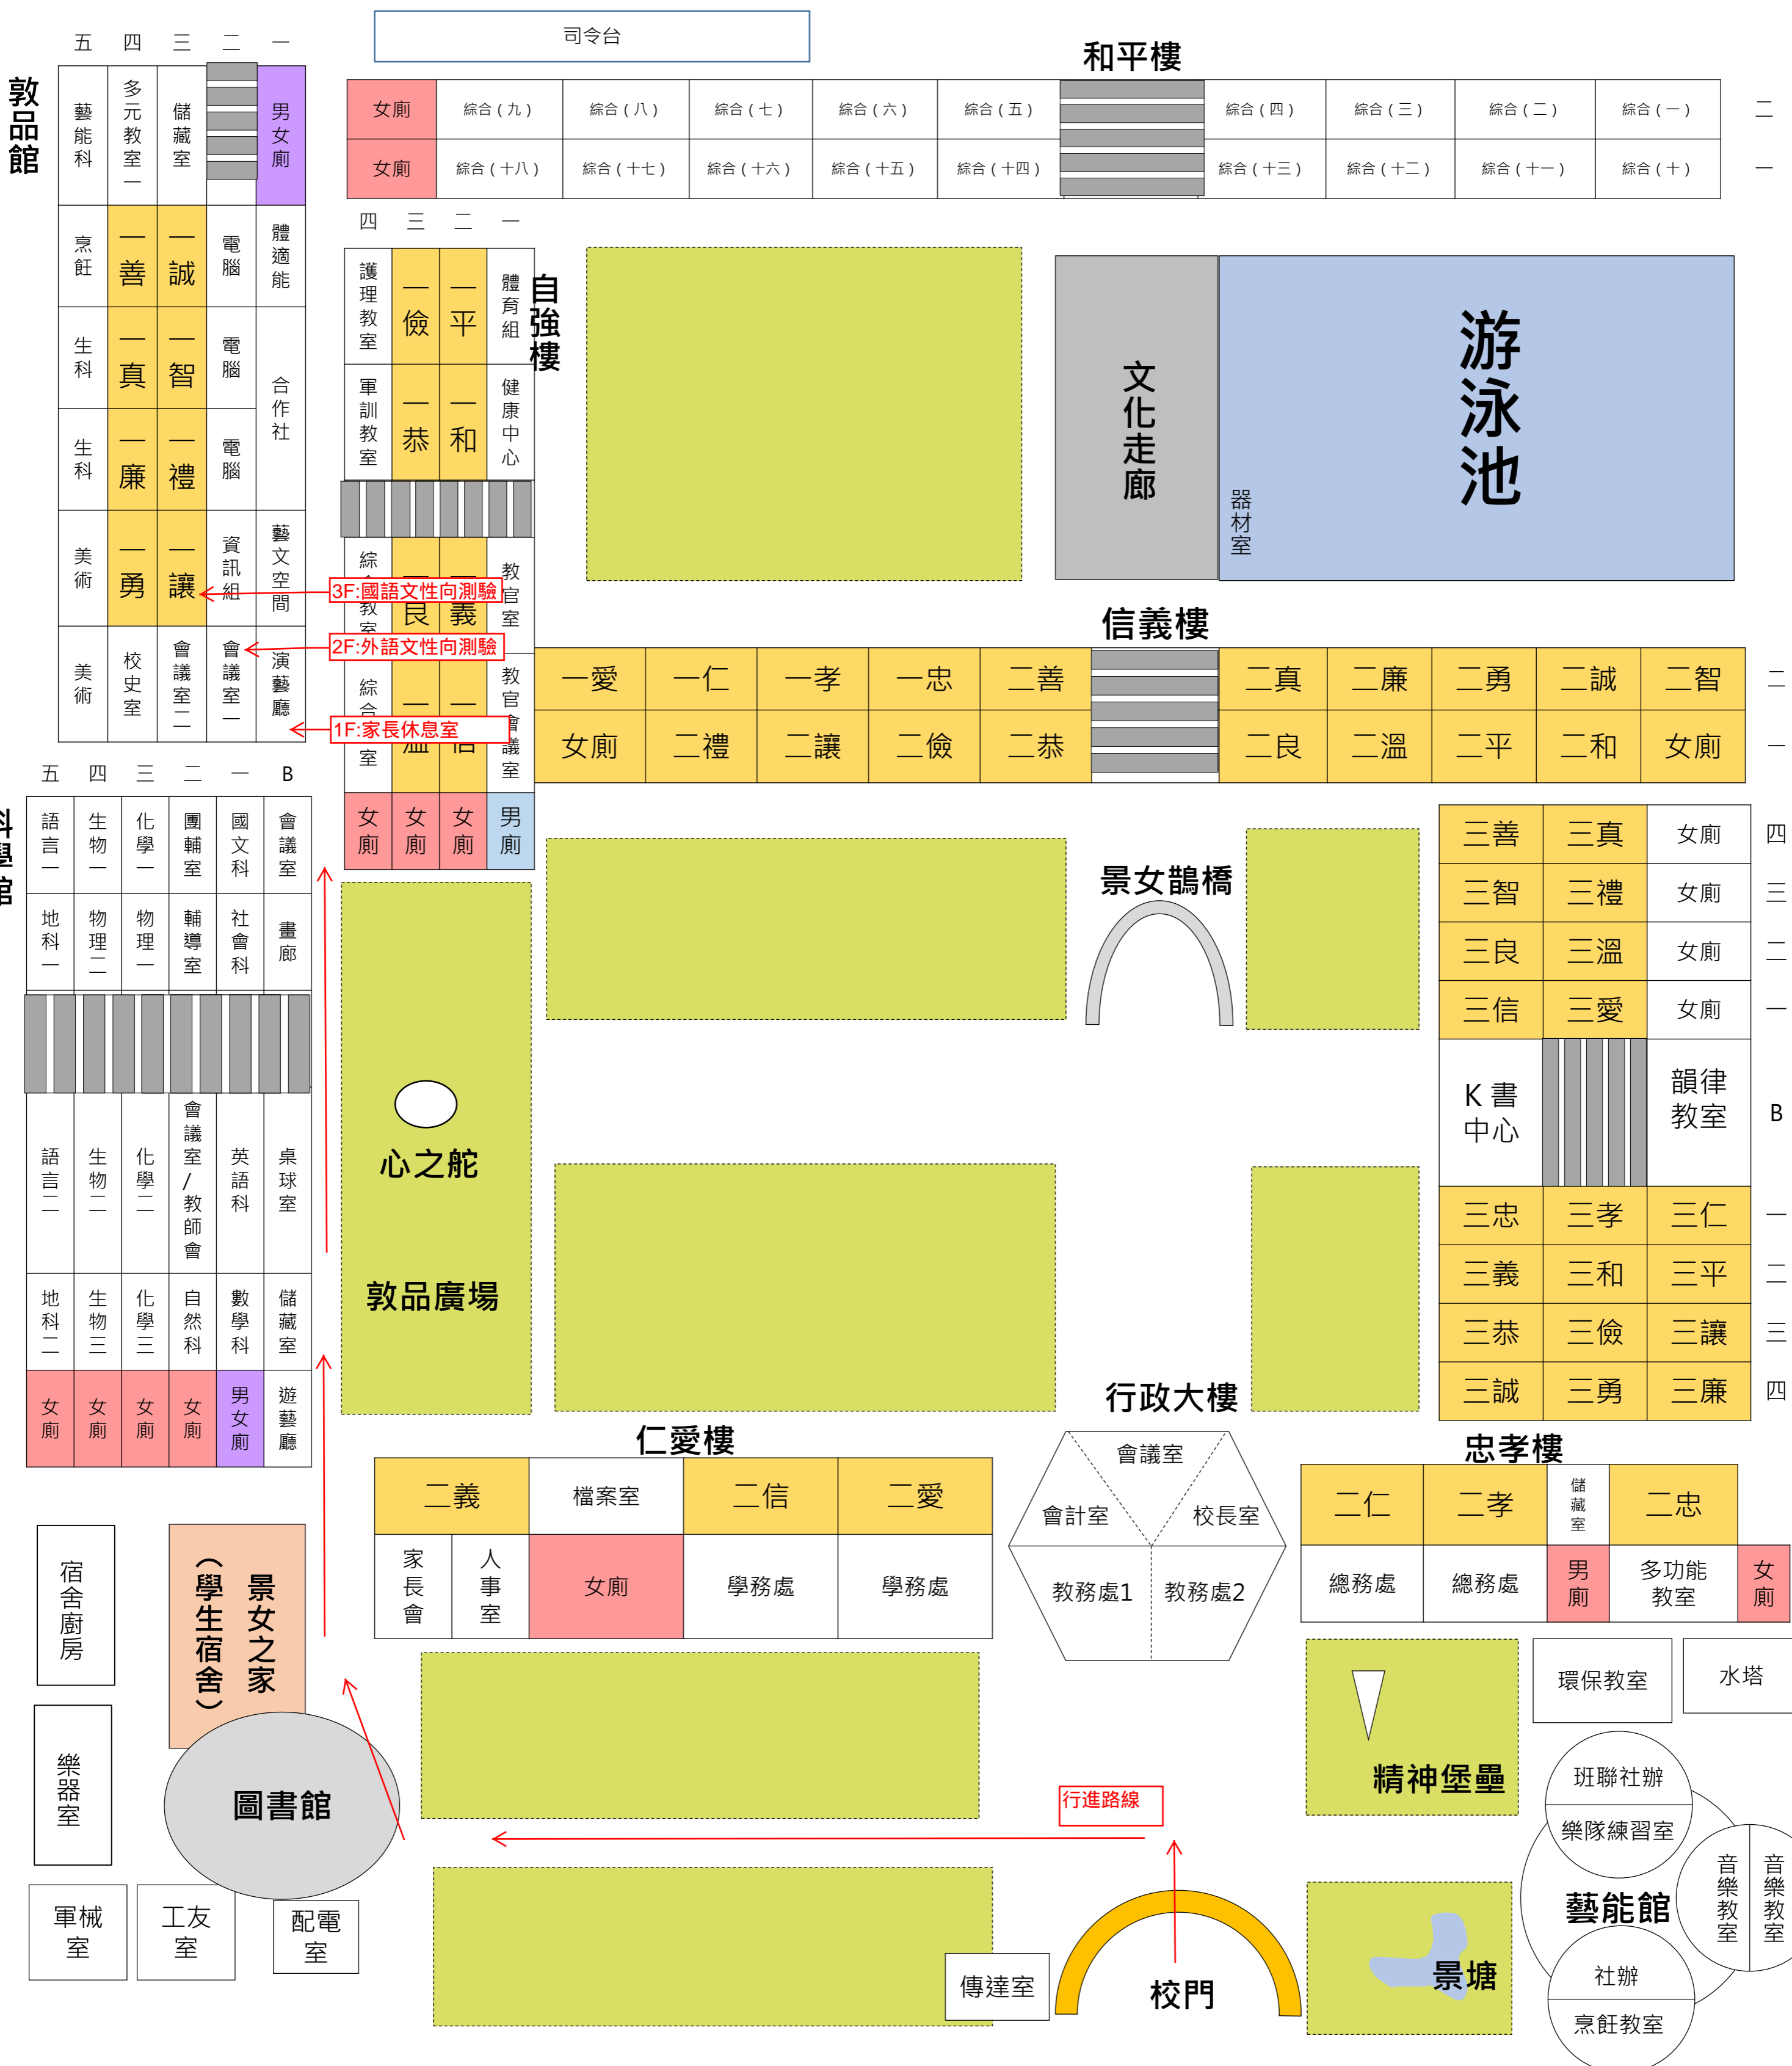 司令台
和平樓
敦品館
五 四 三 二 一
藝能科 多元教室一 儲藏室 男女廁
烹飪 一善 一誠 電腦 體適能
生科 一真 一智 電腦 合作社
生科 一廉 一禮 電腦
美術 一勇 一讓 資訊組 藝文空間
美術 校史室 會議室二 會議室一 演藝廳
女廁 綜合(九) 綜合(八) 綜合(七) 綜合(六) 綜合(五) 綜合(四) 綜合(三) 綜合(二) 綜合(一) 二
女廁 綜合(十八) 綜合(十七) 綜合(十六) 綜合(十五) 綜合(十四) 綜合(十三) 綜合(十二) 綜合(十一) 綜合(十) 一
四 三 二 一
自強樓
護理教室 一儉 一平 體育組
軍訓教室 一恭 一和 健康中心
教官室
教官會議室
女廁 女廁 女廁 男廁
3F:國語文性向測驗
2F:外語文性向測驗
1F:家長休息室
文化走廊
游泳池
器材室
信義樓
一愛 一仁 一孝 一忠 二善 二真 二廉 二勇 二誠 二智 二
女廁 二禮 二讓 二儉 二恭 二良 二溫 二平 二和 女廁 一
五 四 三 二 一 B
語言一 生物一 化學一 團輔室 國文科 會議室
地科一 物理二 物理一 輔導室 社會科 畫廊
語言二 生物二 化學二 會議室/教師會 英語科 桌球室
地科二 生物三 化學三 自然科 數學科 儲藏室
女廁 女廁 女廁 女廁 男女廁 遊藝廳
景女鵲橋
心之舵
敦品廣場
三善 三真 女廁 四
三智 三禮 女廁 三
三良 三溫 女廁 二
三信 三愛 女廁 一
K 書中心 韻律教室 B
三忠 三孝 三仁 一
三義 三和 三平 二
三恭 三儉 三讓 三
三誠 三勇 三廉 四
仁愛樓
二義 檔案室 二信 二愛
家長會 人事室 女廁 學務處 學務處
行政大樓
會議室
會計室 校長室
教務處1 教務處2
忠孝樓
二仁 二孝 儲藏室 二忠
總務處 總務處 男廁 多功能教室 女廁
宿舍廚房
景女之家
(學生宿舍)
樂器室
圖書館
軍械室
工友室
配電室
行進路線
傳達室
校門
精神堡壘
景塘
環保教室
水塔
班聯社辦
樂隊練習室
音樂教室
音樂教室
藝能館
社辦
烹飪教室